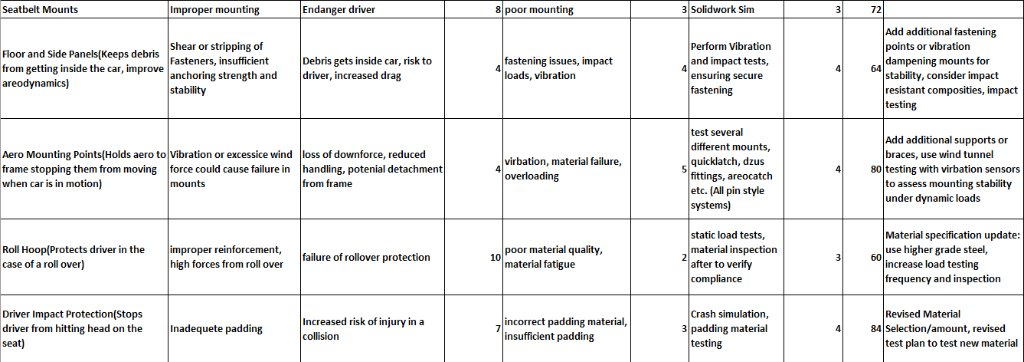 Seatbelt Mounts
Improper mounting
Endanger driver
8
poor mounting
3
Solidwork Sim
3
72
Floor and Side Panels(Keeps debris
from getting inside the car, improve
areodynamics)
Shear or stripping of
Fasteners, insufficient
anchoring strength and
stability
Debris gets inside car, risk to
driver, increased drag
4
fastening issues, impact
loads, vibration
4
Perform Vibration
and impact tests,
ensuring secure
fastening
4
64
Add additional fastening
points or vibration
dampening mounts for
stability, consider impact
resistant composities, impact
testing
Aero Mounting Points(Holds aero to
frame stopping them from moving
when car is in motion)
Vibration or excessice wind
force could cause failure in
mounts
loss of downforce, reduced
handling, potenial detachment
from frame
4
virbation, material failure,
overloading
5
test several
different mounts,
quicklatch, dzus
fittings, areocatch
etc. (All pin style
systems)
4
80
Add additional supports or
braces, use wind tunnel
testing with virbation sensors
to assess mounting stability
under dynamic loads
Roll Hoop(Protects driver in the
case of a roll over)
improper reinforcement,
high forces from roll over
failure of rollover protection
10
poor material quality,
material fatigue
2
static load tests,
material inspection
after to verify
compliance
3
60
Material specification update:
use higher grade steel,
increase load testing
frequency and inspection
Driver Impact Protection(Stops
driver from hitting head on the
seat)
Inadequete padding
Increased risk of injury in a
collision
7
incorrect padding material,
insufficient padding
3
Crash simulation,
padding material
testing
4
84
Revised Material
Selection/amount, revised
test plan to test new material